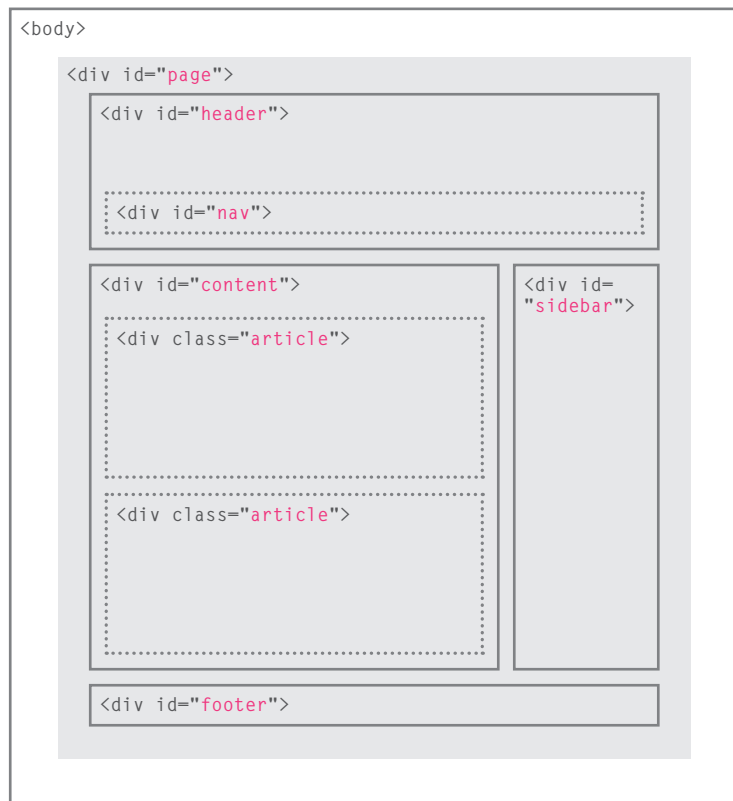 <body>
<div id="page">
<div id="header">
<div id="nav">
<div id="content">
<div id=
"sidebar">
<div class="article">
<div class="article">
<div id="footer">